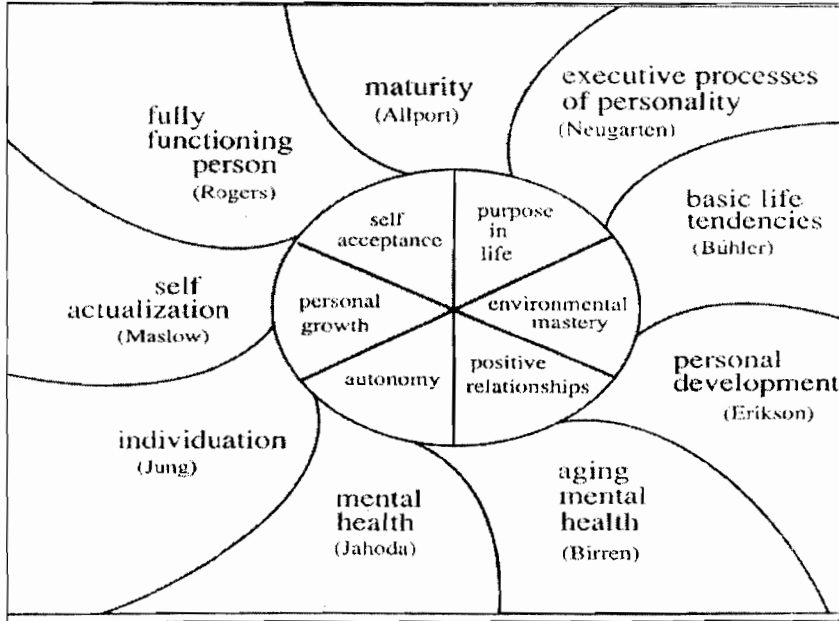 maturity
(Allport)
executive processes
of personality
(Neugarten)
fully
functioning
person
(Rogers)
basic life
tendencies
(Bühler)
self
acceptance
purpose
in
life
self
actualization
(Maslow)
personal
growth
environmental
mastery
autonomy
positive
relationships
personal
development
(Erikson)
individuation
(Jung)
mental
health
(Jahoda)
aging
mental
health
(Birren)